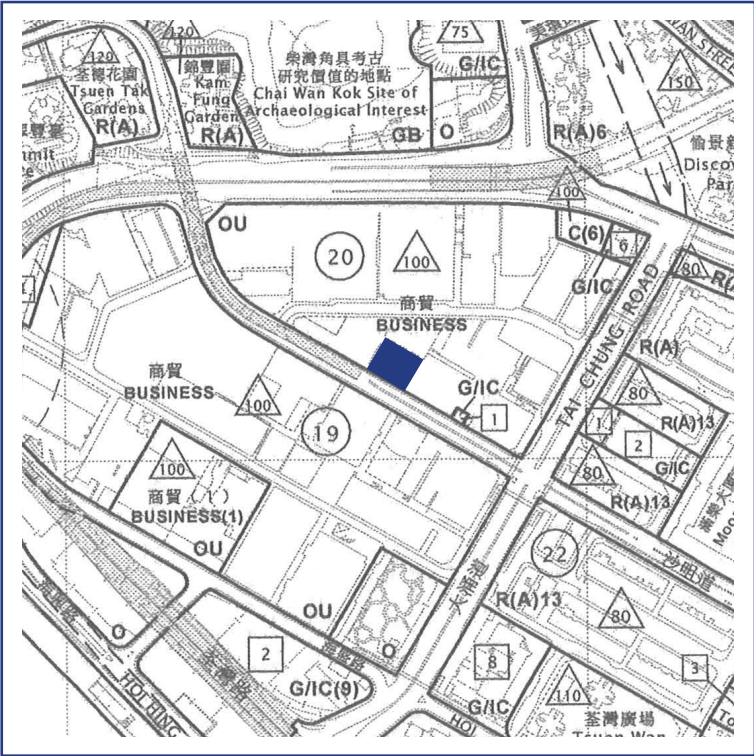 120
荃德花園
Tsuen Tak
Gardens
R(A)
120
錦豐園
Kam
Fung
Garden
R(A)
柴灣角具考古
研究價值的地點
Chai Wan Kok Site of
Archaeological Interest
GB
O
75
G/IC
R(A)6
150
愉景新
Discov
Par
100
C(6)
6
G/IC
80
OU
20
100
商貿
BUSINESS
TAI CHUNG ROAD
R(A)
80
R(A)13
1
2
G/IC
80
R(A)13
商貿
BUSINESS
100
19
G/IC
1
100
商貿(1)
BUSINESS(1)
OU
OU
O
大涌道
22
沙咀道
R(A)13
80
8
G/IC
3
110
荃灣廣場
Tsuen Wan
O
2
G/IC(9)
荃灣路
HOI HING
HOI